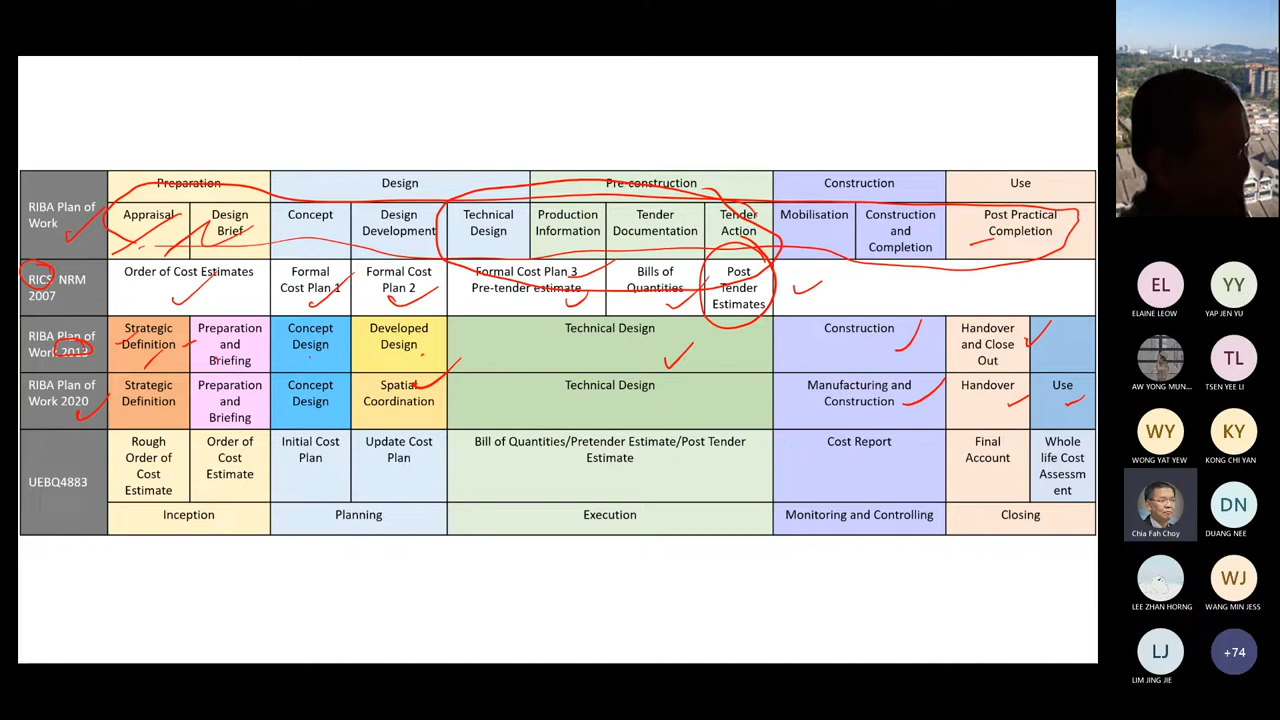 Preparation
Design
Pre-construction
Construction
Use
RIBA Plan of
Work
Appraisal
Design
Brief
Concept
Design
Development
Technical
Design
Production
Information
Tender
Documentation
Tender
Action
Mobilisation
Construction
and
Completion
Post Practical
Completion
RICS NRM
2007
Order of Cost Estimates
Formal
Cost Plan 1
Formal Cost
Plan 2
Formal Cost Plan 3
Pre-tender estimate
Bills of
Quantities
Post
Tender
Estimates
RIBA Plan of
Work 2013
Strategic
Definition
Preparation
and
Briefing
Concept
Design
Developed
Design
Technical Design
Construction
Handover
and Close
Out
RIBA Plan of
Work 2020
Strategic
Definition
Preparation
and
Briefing
Concept
Design
Spatial
Coordination
Technical Design
Manufacturing and
Construction
Handover
Use
UEBQ4883
Rough
Order of
Cost
Estimate
Order of
Cost
Estimate
Initial Cost
Plan
Update Cost
Plan
Bill of Quantities/Pretender Estimate/Post Tender
Estimate
Cost Report
Final
Account
Whole
life Cost
Assessm
ent
Inception
Planning
Execution
Monitoring and Controlling
Closing
EL
ELAINE LEOW
YY
YAP JEN YU
AW YONG MUN...
TL
TSEN YEE LI
WY
WONG YAT YEW
KY
KONG CHI YAN
Chia Fah Choy
DN
DUANG NEE
LEE ZHAN HORNG
WJ
WANG MIN JESS
LJ
LIM JING JIE
+74